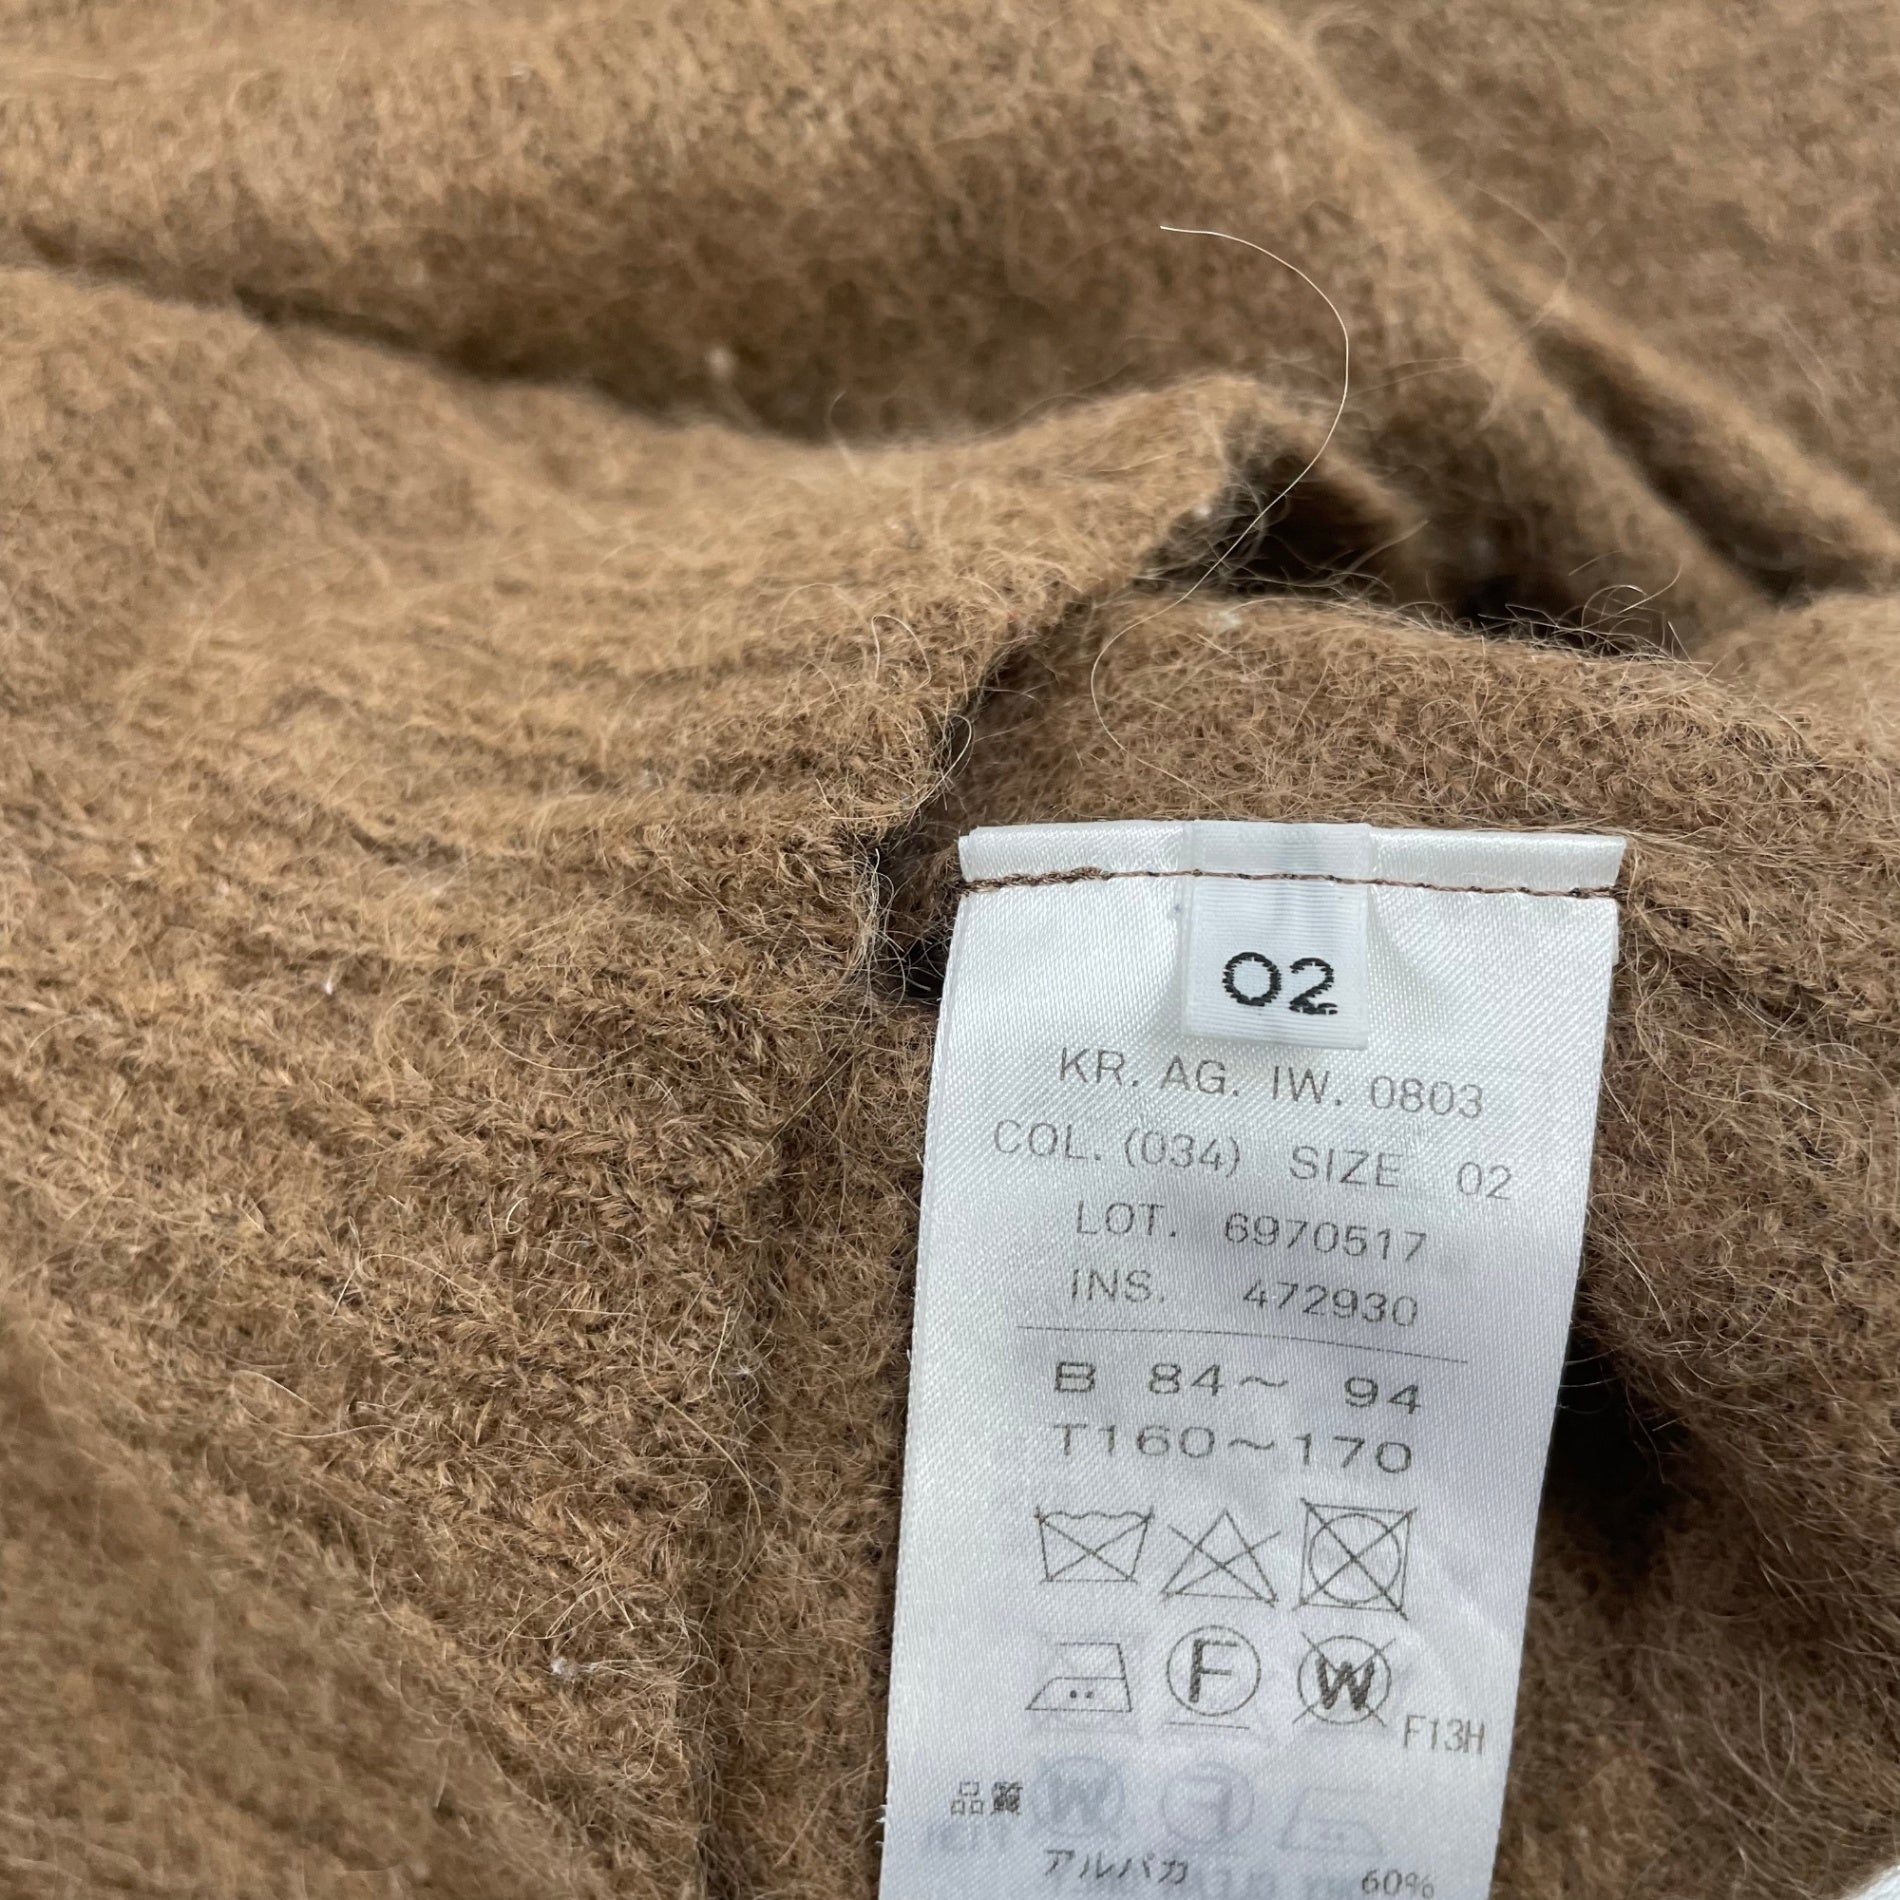 02
KR. AG. IW. 0803
COL. (034) SIZE 02
LOT. 6970517
INS. 472930
B 84～ 94
T160～170
F W F13H
品質
アルパカ 60%